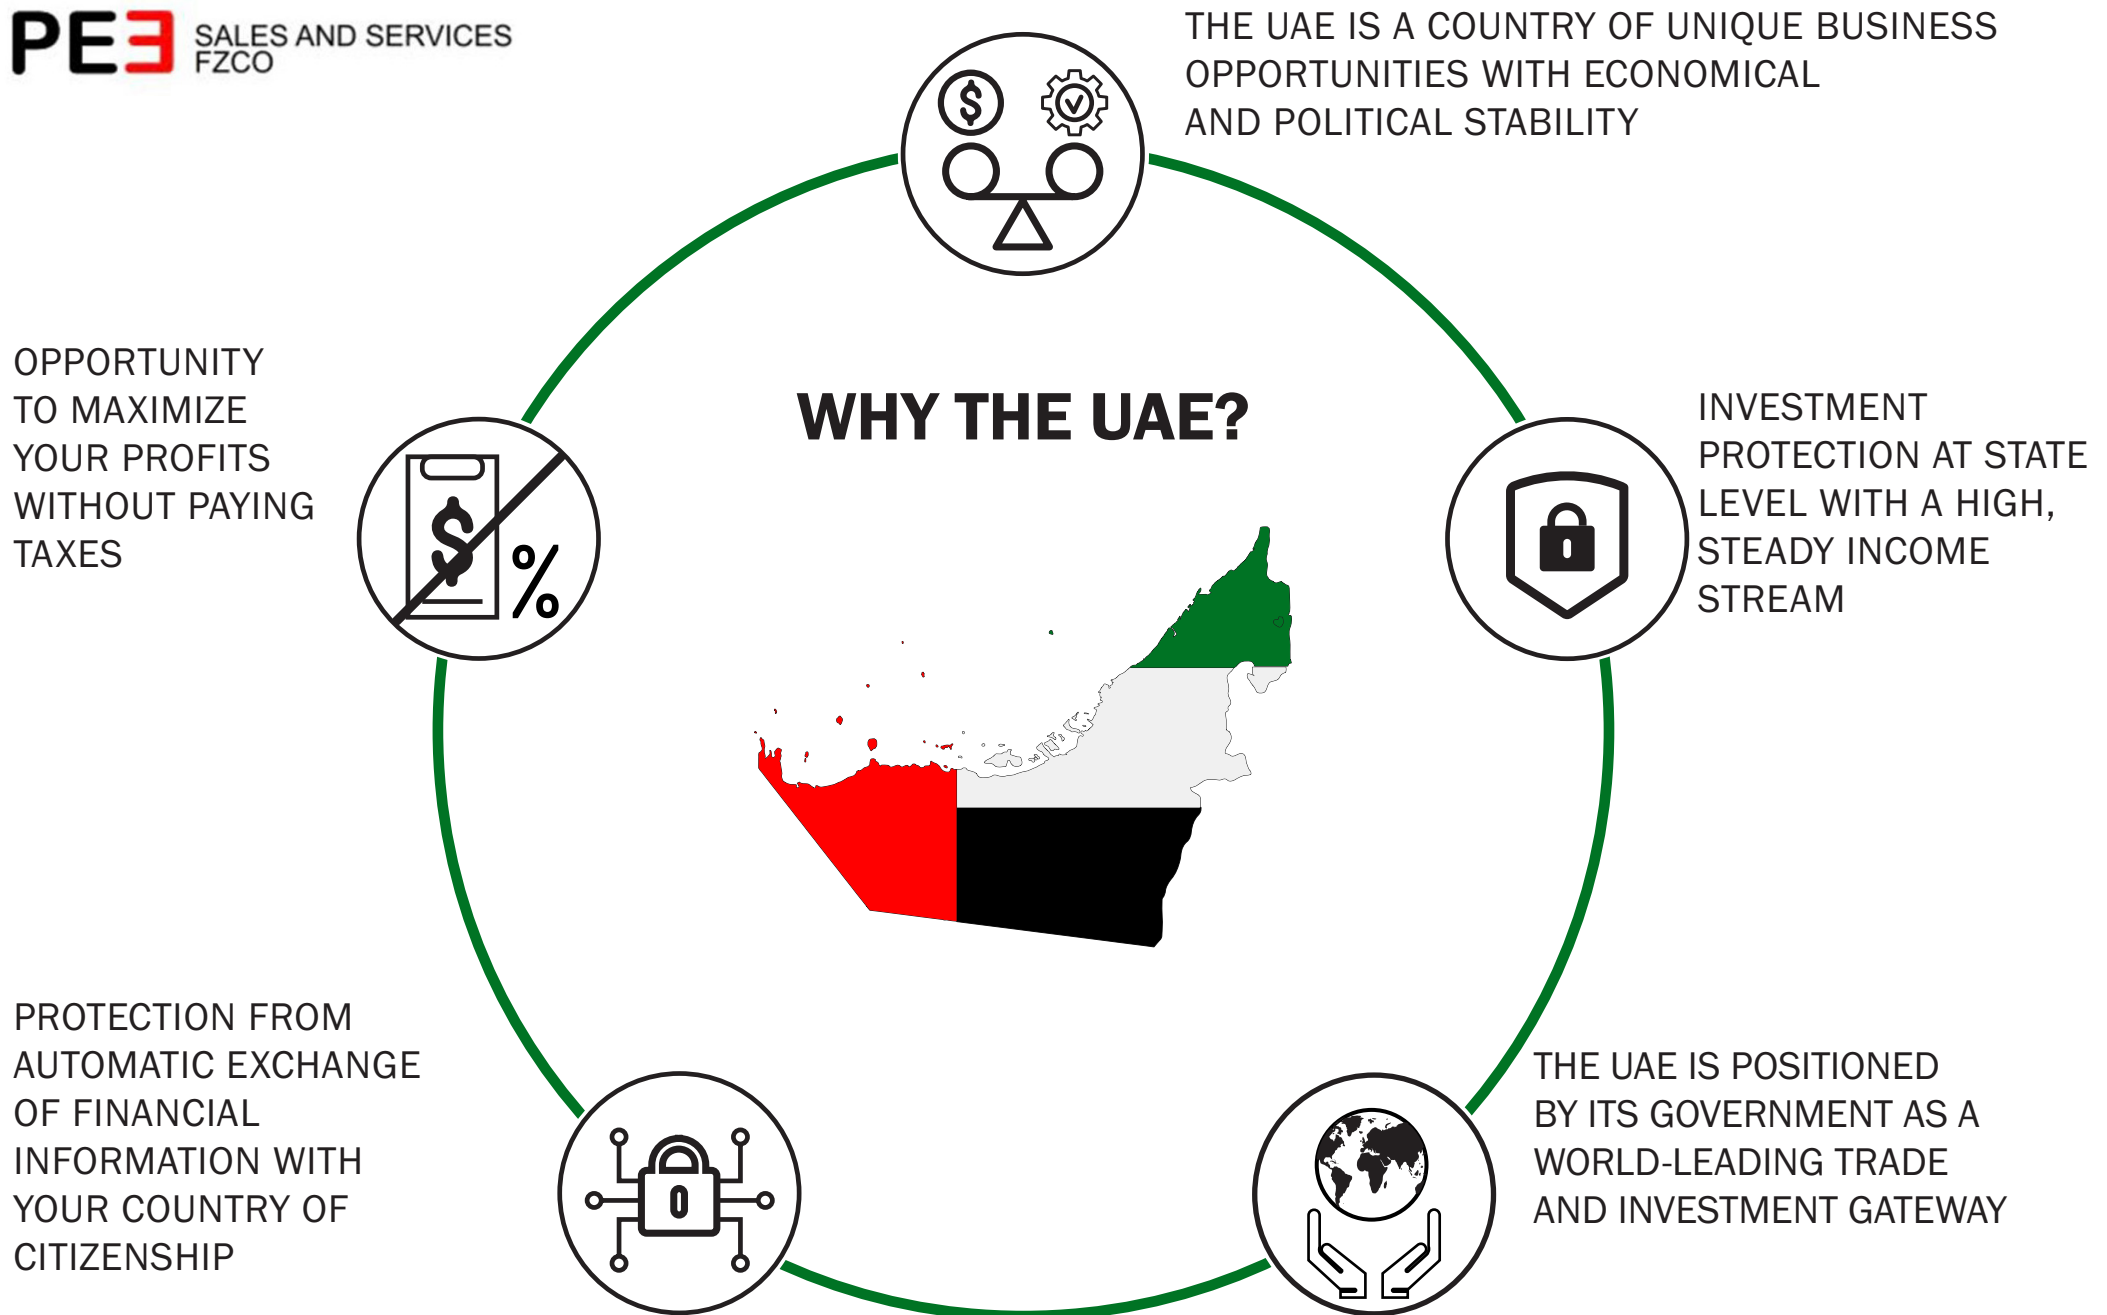 PEE SALES AND SERVICES
FZCO
THE UAE IS A COUNTRY OF UNIQUE BUSINESS
OPPORTUNITIES WITH ECONOMICAL
AND POLITICAL STABILITY
OPPORTUNITY
TO MAXIMIZE
YOUR PROFITS
WITHOUT PAYING
TAXES
$
%
WHY THE UAE?
INVESTMENT
PROTECTION AT STATE
LEVEL WITH A HIGH,
STEADY INCOME
STREAM
PROTECTION FROM
AUTOMATIC EXCHANGE
OF FINANCIAL
INFORMATION WITH
YOUR COUNTRY OF
CITIZENSHIP
THE UAE IS POSITIONED
BY ITS GOVERNMENT AS A
WORLD-LEADING TRADE
AND INVESTMENT GATEWAY